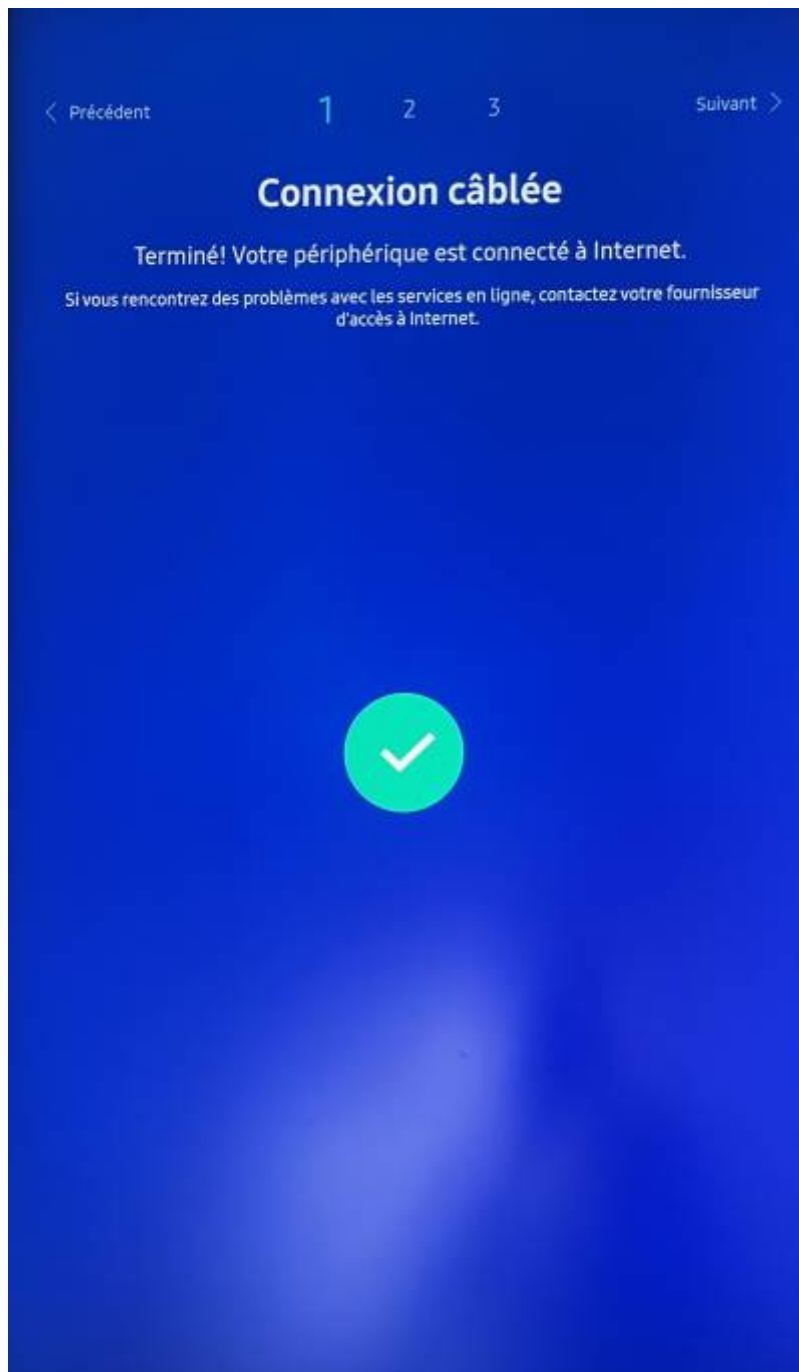 Précédent
1 2 3
Suivant
Connexion câblée
Terminé! Votre périphérique est connecté à Internet.
Si vous rencontrez des problèmes avec les services en ligne, contactez votre fournisseur
d'accès à Internet.